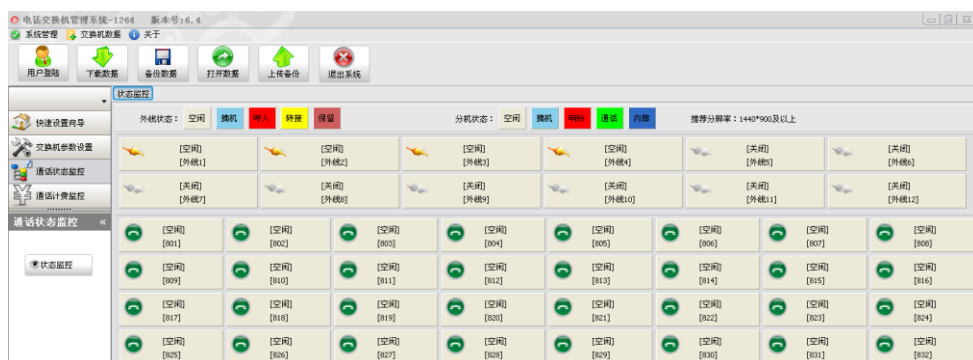 电话交换机管理系统-1264 版本号:6.4
系统管理 交换机数据 关于
用户登陆 下载数据 备份数据 打开数据 上传备份 退出系统
状态监控
快速设置向导
交换机参数设置
通话状态监控
通话计费监控
通话状态监控 «
状态监控
外线状态： 空闲 摘机 呼入 转接 保留 分机状态： 空闲 摘机 响铃 通话 内部 推荐分辨率：1440*900及以上
[空闲] [空闲] [空闲] [空闲] [关闭] [关闭]
[外线1] [外线2] [外线3] [外线4] [外线5] [外线6]
[关闭] [关闭] [关闭] [关闭] [关闭] [关闭]
[外线7] [外线8] [外线9] [外线10] [外线11] [外线12]
[空闲] [空闲] [空闲] [空闲] [空闲] [空闲] [空闲] [空闲]
[801] [802] [803] [804] [805] [806] [807] [808]
[空闲] [空闲] [空闲] [空闲] [空闲] [空闲] [空闲] [空闲]
[809] [810] [811] [812] [813] [814] [815] [816]
[空闲] [空闲] [空闲] [空闲] [空闲] [空闲] [空闲] [空闲]
[817] [818] [819] [820] [821] [822] [823] [824]
[空闲] [空闲] [空闲] [空闲] [空闲] [空闲] [空闲] [空闲]
[825] [826] [827] [828] [829] [830] [831] [832]